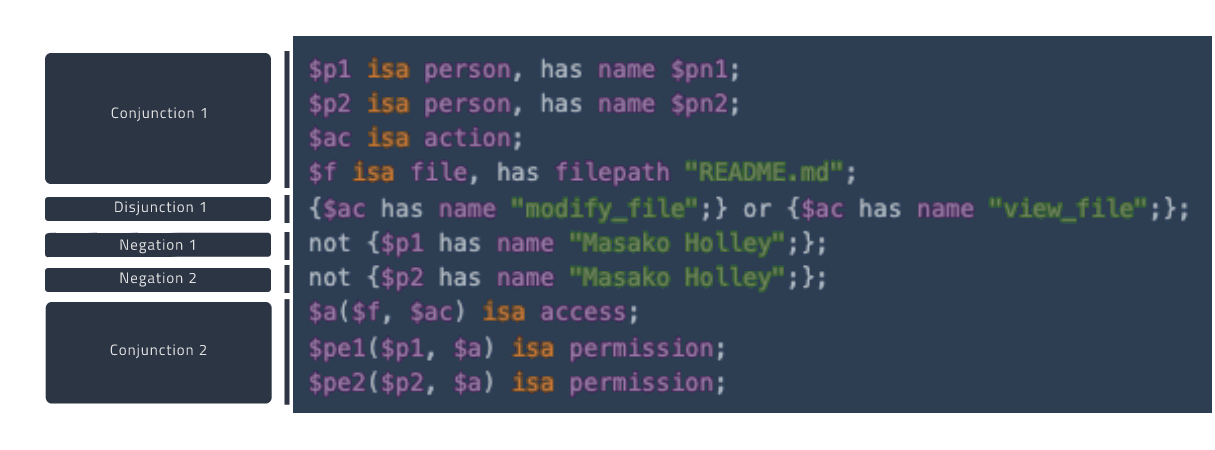 Conjunction 1
$p1 isa person, has name $pn1;
$p2 isa person, has name $pn2;
$ac isa action;
$f isa file, has filepath "README.md";
Disjunction 1
{$ac has name "modify_file";} or {$ac has name "view_file";};
Negation 1
not {$p1 has name "Masako Holley";};
Negation 2
not {$p2 has name "Masako Holley";};
Conjunction 2
$a($f, $ac) isa access;
$pe1($p1, $a) isa permission;
$pe2($p2, $a) isa permission;